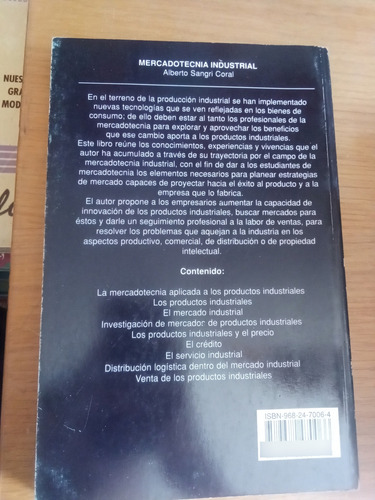 MERCADOTECNIA INDUSTRIAL
Alberto Sangri Coral
En el terreno de la producción industrial se han implementado
nuevas tecnologías que se ven reflejadas en los bienes de
consumo; de ello deben estar al tanto los profesionales de la
mercadotecnia para explorar y aprovechar los beneficios
que ese cambio aporta a los productos industriales.
Este libro reúne los conocimientos, experiencias y vivencias que el
autor ha acumulado a través de su trayectoria por el campo de la
mercadotecnia industrial, con el fin de dar a los estudiantes de
mercadotecnia los elementos necesarios para planear estrategias
de mercado capaces de proyectar hacia el éxito al producto y a la
empresa que lo fabrica.
El autor propone a los empresarios aumentar la capacidad de
innovación de los productos industriales, buscar mercados para
éstos y darle un seguimiento profesional a la labor de ventas, para
resolver los problemas que aquejan a la industria en los
aspectos productivo, comercial, de distribución o de propiedad
intelectual.
Contenido:
La mercadotecnia aplicada a los productos industriales
Los productos industriales
El mercado industrial
Investigación de mercados de productos industriales
Los productos industriales y el precio
El crédito
El servicio industrial
Distribución logística dentro del mercado industrial
Venta de los productos industriales
ISBN-968-24-7006-4
NUES
GRA
MOD